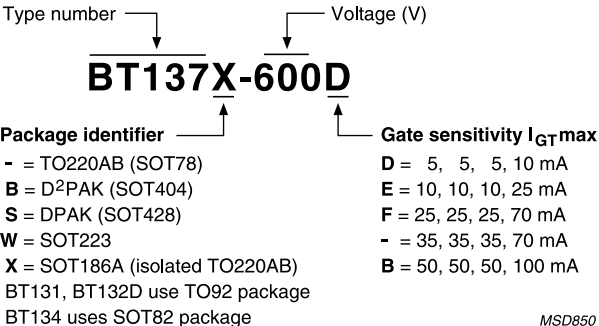 Type number
Voltage (V)
BT137X-600D
Package identifier
- = TO220AB (SOT78)
B = D²PAK (SOT404)
S = DPAK (SOT428)
W = SOT223
X = SOT186A (isolated TO220AB)
BT131, BT132D use TO92 package
BT134 uses SOT82 package
Gate sensitivity IGTmax
D = 5, 5, 5, 10 mA
E = 10, 10, 10, 25 mA
F = 25, 25, 25, 70 mA
- = 35, 35, 35, 70 mA
B = 50, 50, 50, 100 mA
MSD850